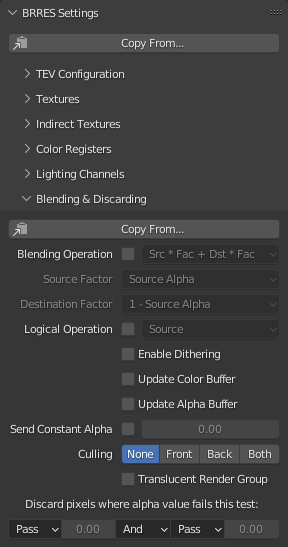 BRRES Settings
Copy From...
TEV Configuration
Textures
Indirect Textures
Color Registers
Lighting Channels
Blending & Discarding
Copy From...
Blending Operation Src * Fac + Dst * Fac
Source Factor Source Alpha
Destination Factor 1 - Source Alpha
Logical Operation Source
Enable Dithering
Update Color Buffer
Update Alpha Buffer
Send Constant Alpha 0.00
Culling None Front Back Both
Translucent Render Group
Discard pixels where alpha value fails this test:
Pass 0.00 And Pass 0.00